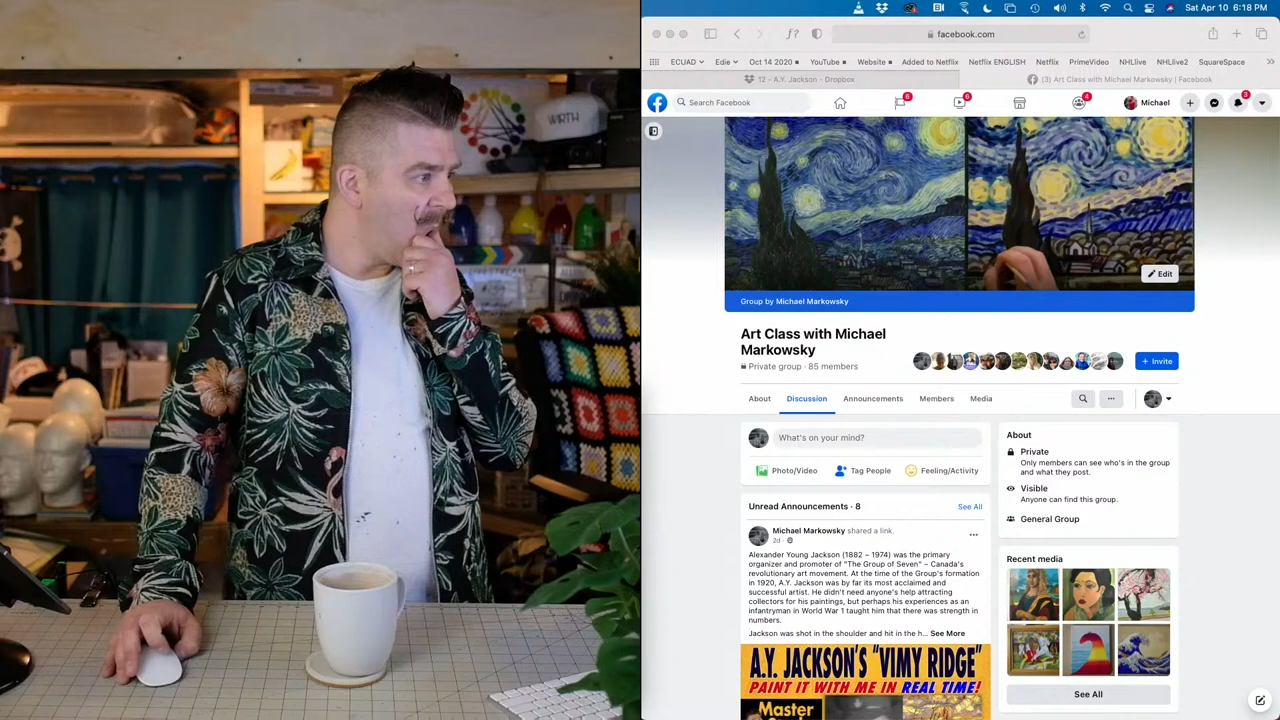 WIRTH
Sat Apr 10 6:18 PM
facebook.com
ECUAD
Edie
Oct 14 2020
YouTube
Website
Added to Netflix
Netflix ENGLISH
Netflix
PrimeVideo
NHLlive
NHLlive2
SquareSpace
12 - A.Y. Jackson - Dropbox
(3) Art Class with Michael Markowsky | Facebook
Search Facebook
6
6
4
Michael
3
Edit
Group by Michael Markowsky
Art Class with Michael
Markowsky
Private group · 85 members
+ Invite
About
Discussion
Announcements
Members
Media
What's on your mind?
Photo/Video
Tag People
Feeling/Activity
Unread Announcements · 8
See All
Michael Markowsky shared a link.
2d ·
Alexander Young Jackson (1882 – 1974) was the primary
organizer and promoter of "The Group of Seven" – Canada's
revolutionary art movement. At the time of the Group's formation
in 1920, A.Y. Jackson was by far its most acclaimed and
successful artist. He didn't need anyone's help attracting
collectors for his paintings, but perhaps his experiences as an
infantryman in World War 1 taught him that there was strength in
numbers.
Jackson was shot in the shoulder and hit in the h... See More
A.Y. JACKSON'S "VIMY RIDGE"
PAINT IT WITH ME IN REAL TIME!
Master
About
Private
Only members can see who's in the group
and what they post.
Visible
Anyone can find this group.
General Group
Recent media
See All